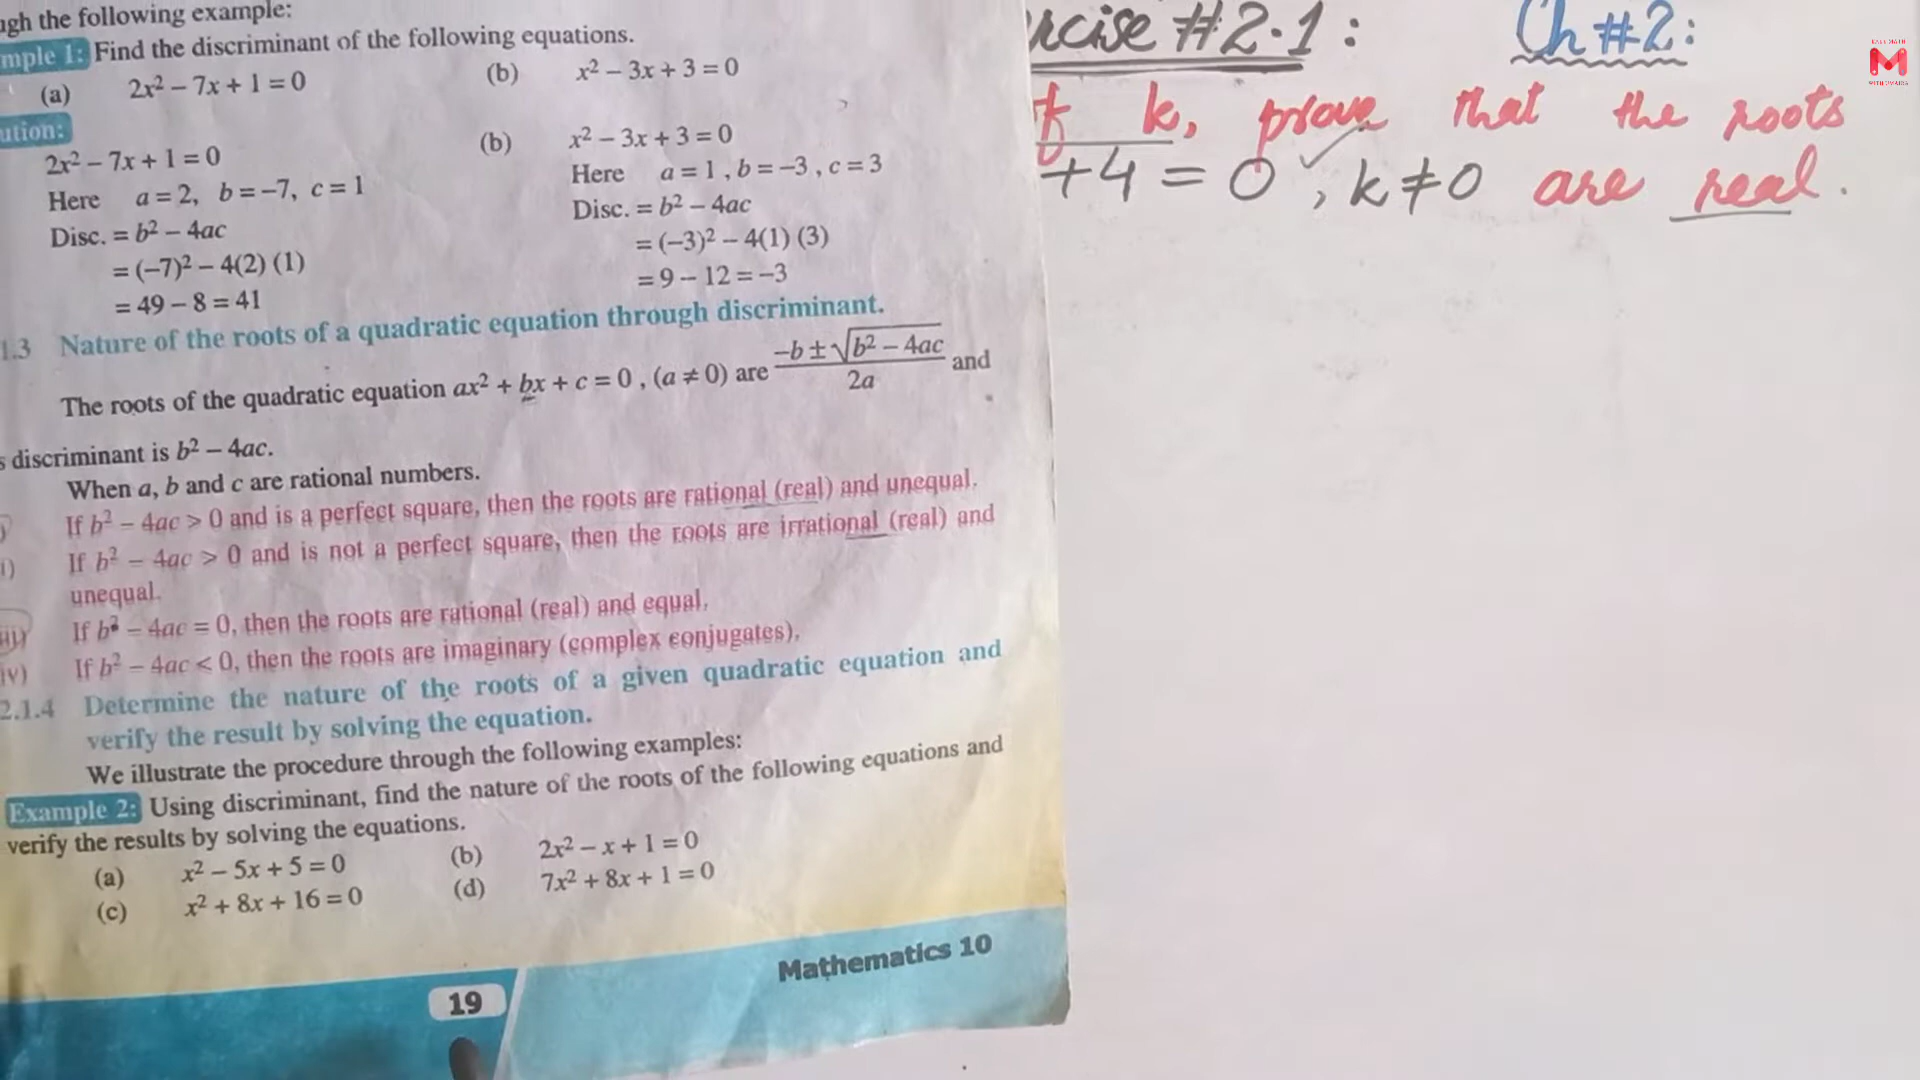 ugh the following example:
mple 1: Find the discriminant of the following equations.
(a) 2x² – 7x + 1 = 0 (b) x² – 3x + 3 = 0
ution:
2x² – 7x + 1 = 0 (b) x² – 3x + 3 = 0
Here a = 2, b = –7, c = 1 Here a = 1 , b = –3 , c = 3
Disc. = b² – 4ac Disc. = b² – 4ac
= (–7)² – 4(2) (1) = (–3)² – 4(1) (3)
= 49 – 8 = 41 = 9 – 12 = –3
1.3 Nature of the roots of a quadratic equation through discriminant.
The roots of the quadratic equation ax² + bx + c = 0 , (a ≠ 0) are (–b ± √(b² – 4ac))/2a and
s discriminant is b² – 4ac.
When a, b and c are rational numbers.
If b² – 4ac > 0 and is a perfect square, then the roots are rational (real) and unequal.
i) If b² – 4ac > 0 and is not a perfect square, then the roots are irrational (real) and
unequal.
iii) If b² – 4ac = 0, then the roots are rational (real) and equal.
iv) If b² – 4ac < 0, then the roots are imaginary (complex conjugates).
2.1.4 Determine the nature of the roots of a given quadratic equation and
verify the result by solving the equation.
We illustrate the procedure through the following examples:
Example 2: Using discriminant, find the nature of the roots of the following equations and
verify the results by solving the equations.
(a) x² – 5x + 5 = 0 (b) 2x² – x + 1 = 0
(c) x² + 8x + 16 = 0 (d) 7x² + 8x + 1 = 0
19 Mathematics 10
rcise #2.1: Ch #2:
f k, prove that the roots
+4 = 0 , k≠0 are real.
M